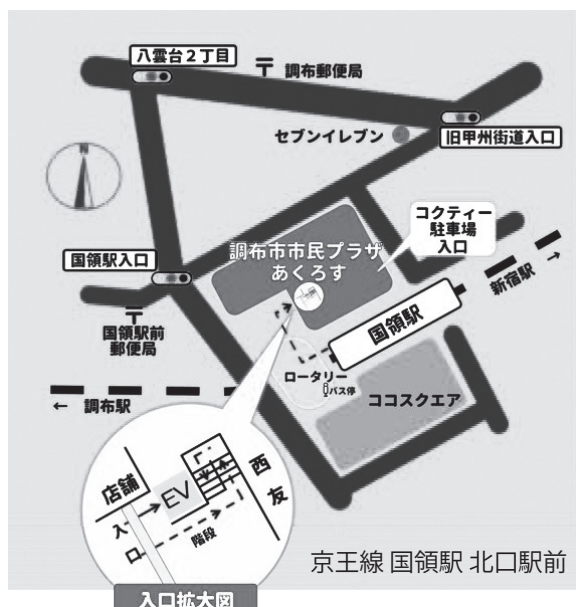 八雲台２丁目
〒 調布郵便局
セブンイレブン
旧甲州街道入口
N
コクティー
駐車場
入口
調布市市民プラザ
あくろす
国領駅入口
新宿駅 →
〒
国領駅前
郵便局
国領駅
ロータリー
バス停
← 調布駅
ココスクエア
店舗
EV
西友
入口
階段
京王線 国領駅 北口駅前
入口拡大図